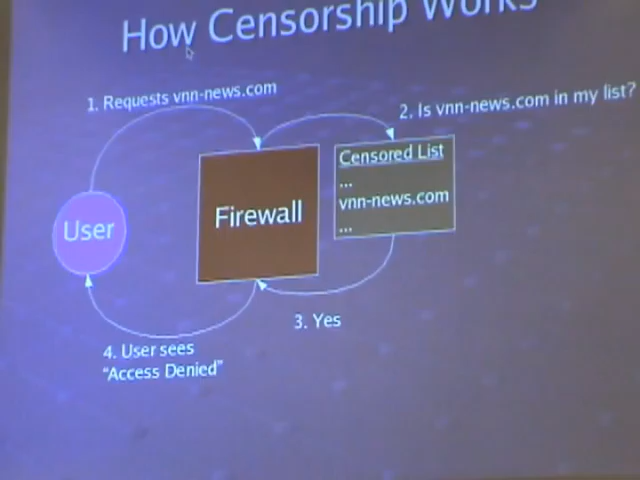 How Censorship Works
1. Requests vnn-news.com
2. Is vnn-news.com in my list?
Censored List
...
vnn-news.com
...
Firewall
User
3. Yes
4. User sees
“Access Denied”